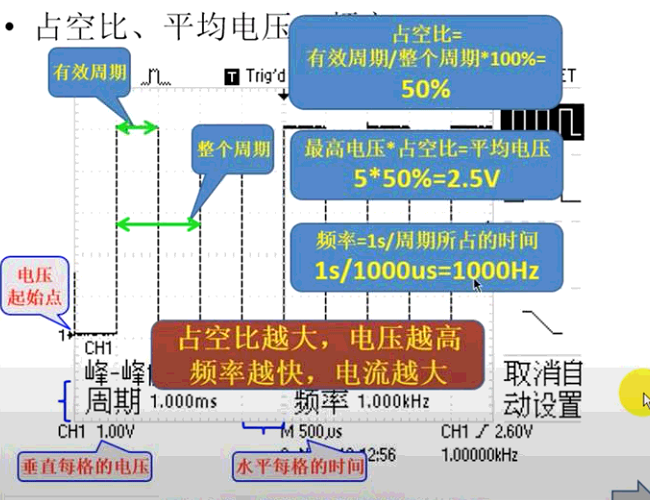 • 占空比、平均电压
占空比=
有效周期/整个周期*100%=
50%
有效周期
T Trig'd
整个周期
最高电压*占空比=平均电压
5*50%=2.5V
频率=1s/周期所占的时间
1s/1000us=1000Hz
电压
起始点
1
CH1
占空比越大，电压越高
频率越快，电流越大
峰-峰
周期 1.000ms
频率 1.000kHz
取消自
动设置
CH1 1.00V
M 500us
CH1 / 2.60V
12:56
1.00000kHz
垂直每格的电压
水平每格的时间